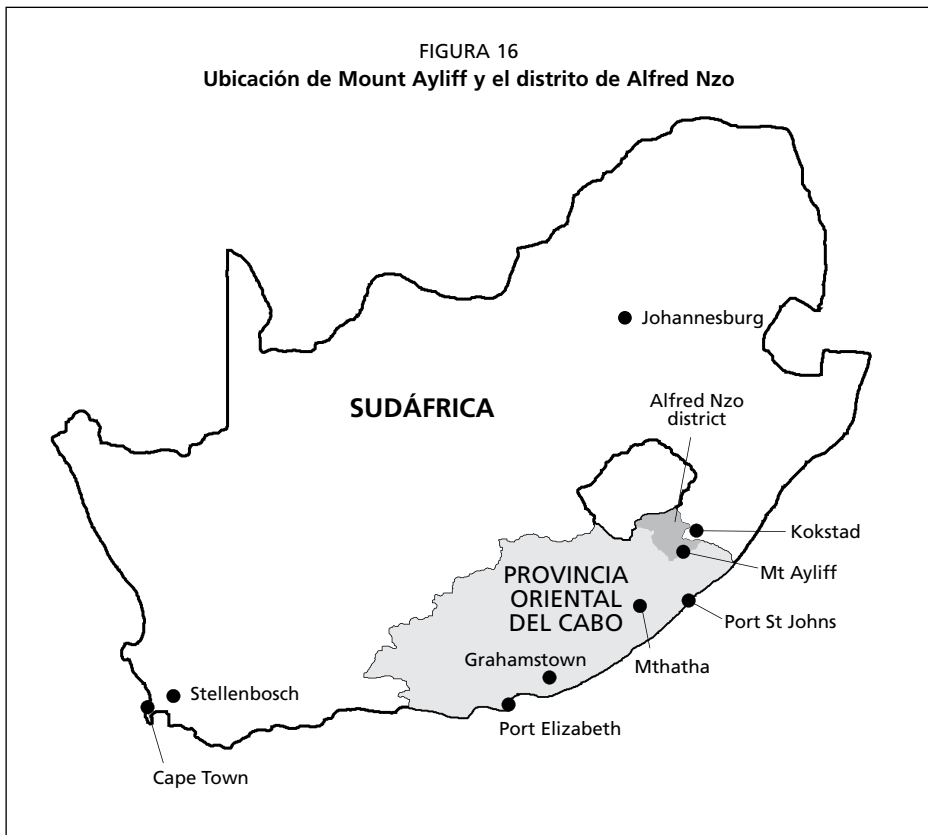 FIGURA 16
Ubicación de Mount Ayliff y el distrito de Alfred Nzo
Johannesburg
SUDÁFRICA
Alfred Nzo
district
Kokstad
Mt Ayliff
PROVINCIA
ORIENTAL
DEL CABO
Port St Johns
Mthatha
Grahamstown
Stellenbosch
Port Elizabeth
Cape Town